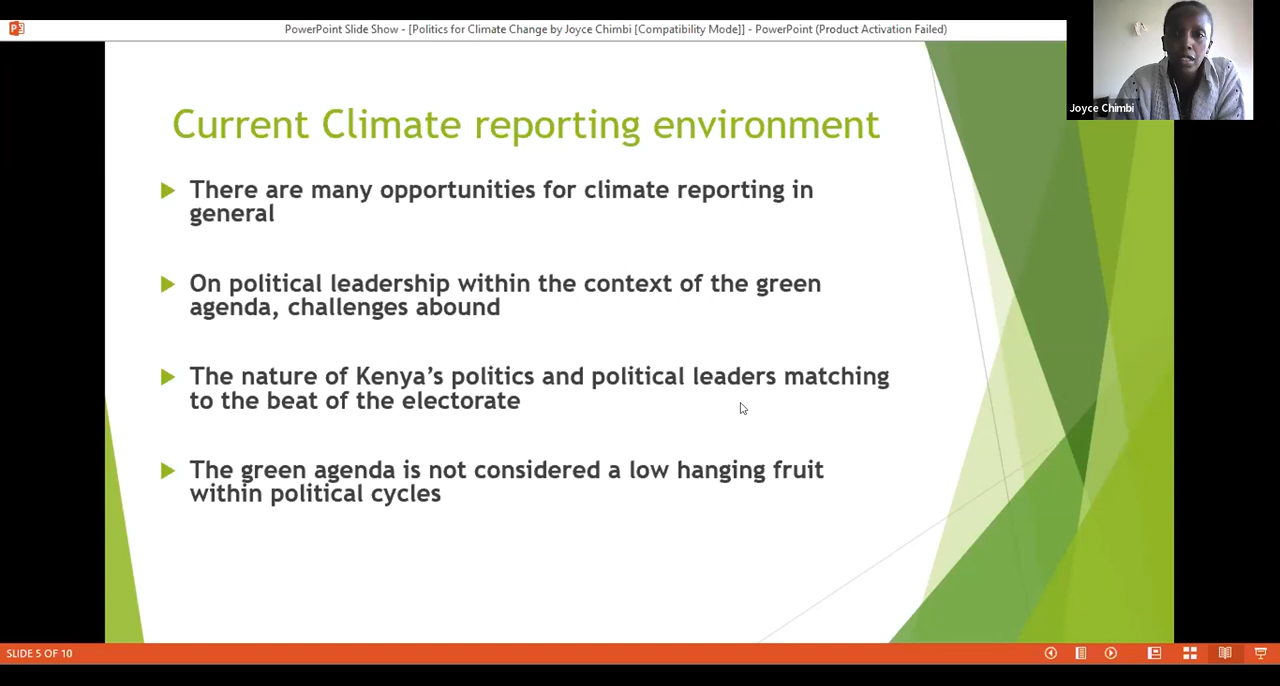 PowerPoint Slide Show - [Politics for Climate Change by Joyce Chimbi [Compatibility Mode]] - PowerPoint (Product Activation Failed)
Joyce Chimbi
Current Climate reporting environment
There are many opportunities for climate reporting in
general
On political leadership within the context of the green
agenda, challenges abound
The nature of Kenya's politics and political leaders matching
to the beat of the electorate
The green agenda is not considered a low hanging fruit
within political cycles
SLIDE 5 OF 10